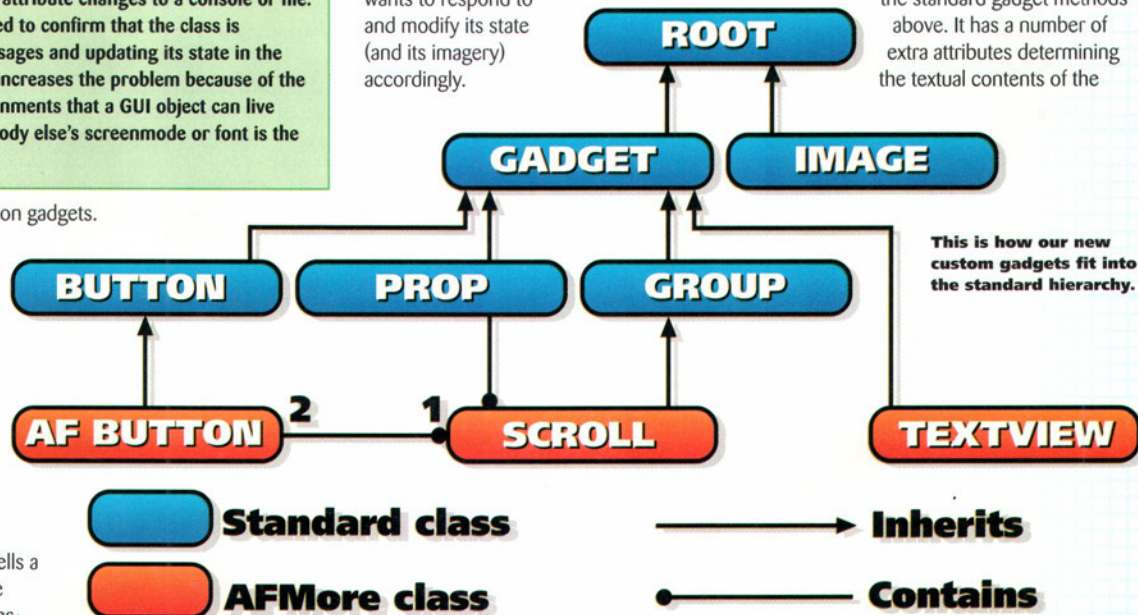 attribute changes to a console or file.
ed to confirm that the class is
sages and updating its state in the
increases the problem because of the
nments that a GUI object can live
ody else's screenmode or font is the
on gadgets.
wants to respond to
and modify its state
(and its imagery)
accordingly.
the standard gadget methods
above. It has a number of
extra attributes determining
the textual contents of the
ROOT
GADGET
IMAGE
This is how our new
custom gadgets fit into
the standard hierarchy.
BUTTON
PROP
GROUP
AF BUTTON
2
1
SCROLL
TEXTVIEW
ells a
Standard class
Inherits
AFMore class
Contains